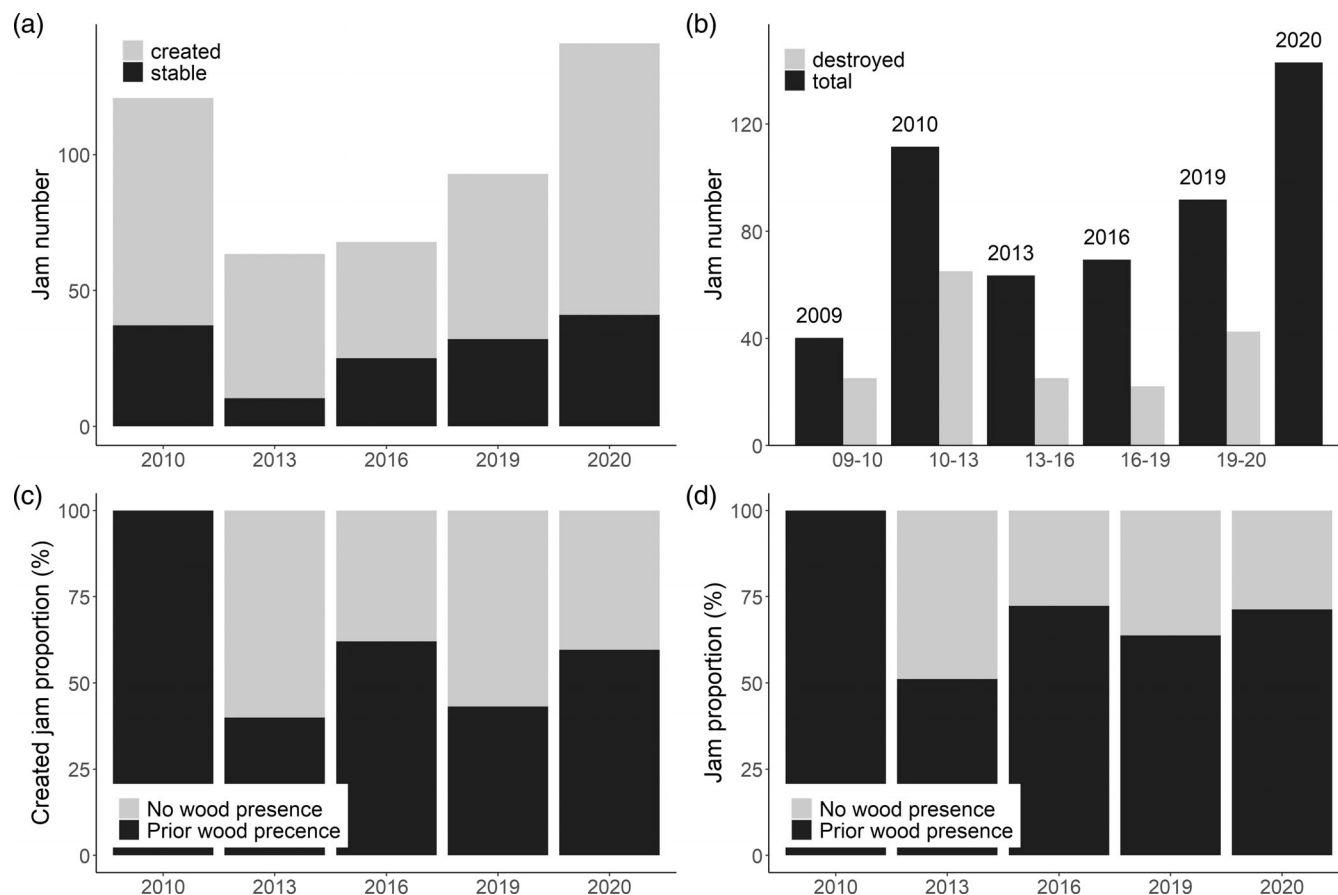 (a)
created
stable
Jam number
100
50
0
2010 2013 2016 2019 2020
(b)
destroyed
total
Jam number
120
80
40
0
2009
2010
2013
2016
2019
2020
09-10 10-13 13-16 16-19 19-20
(c)
Created jam proportion (%)
100
75
50
25
0
No wood presence
Prior wood precence
2010 2013 2016 2019 2020
(d)
Jam proportion (%)
100
75
50
25
0
No wood presence
Prior wood presence
2010 2013 2016 2019 2020